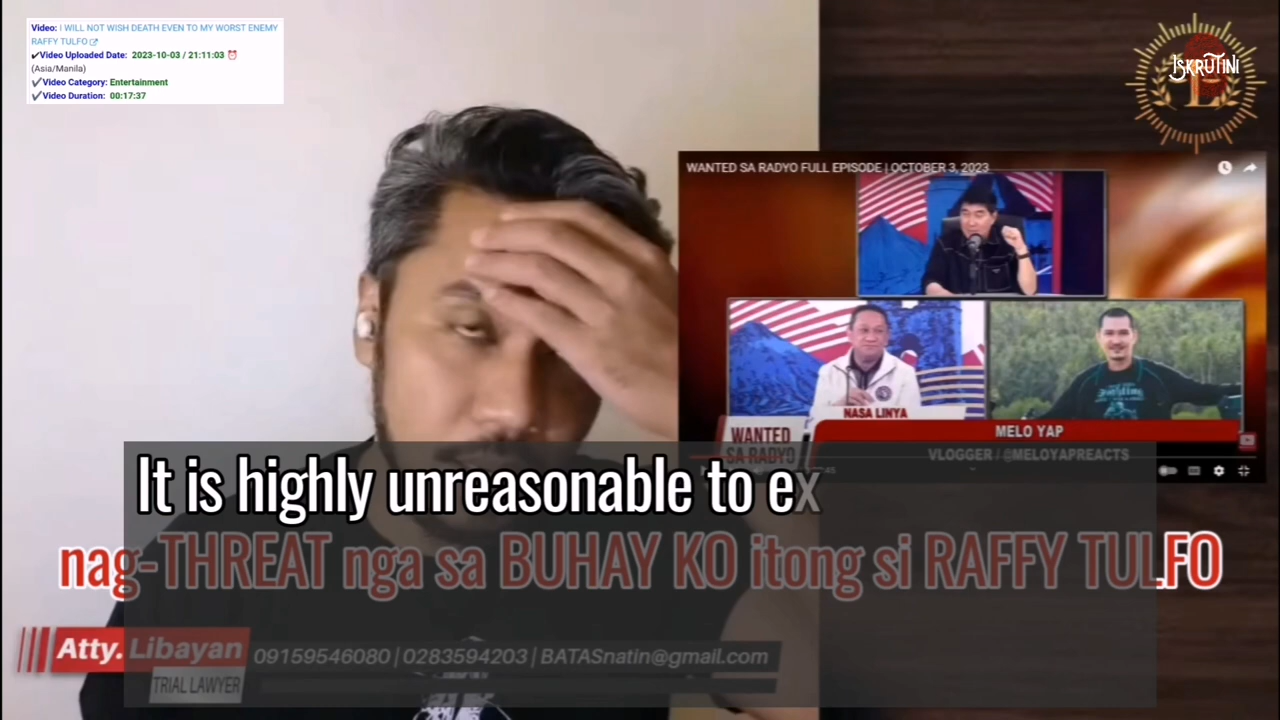 Video: I WILL NOT WISH DEATH EVEN TO MY WORST ENEMY
RAFFY TULFO
✔Video Uploaded Date: 2023-10-03 / 21:11:03 ⏰
(Asia/Manila)
✔Video Category: Entertainment
✔Video Duration: 00:17:37
ISKRUTINI
L
WANTED SA RADYO FULL EPISODE | OCTOBER 3, 2023
NASA LINYA
WANTED
SA RADYO
MELO YAP
VLOGGER / @MELOYAPREACTS
It is highly unreasonable to ex
nag-THREAT nga sa BUHAY KO itong si RAFFY TULFO
Atty. Libayan
TRIAL LAWYER
09159546080 | 0283594203 | BATASnatin@gmail.com